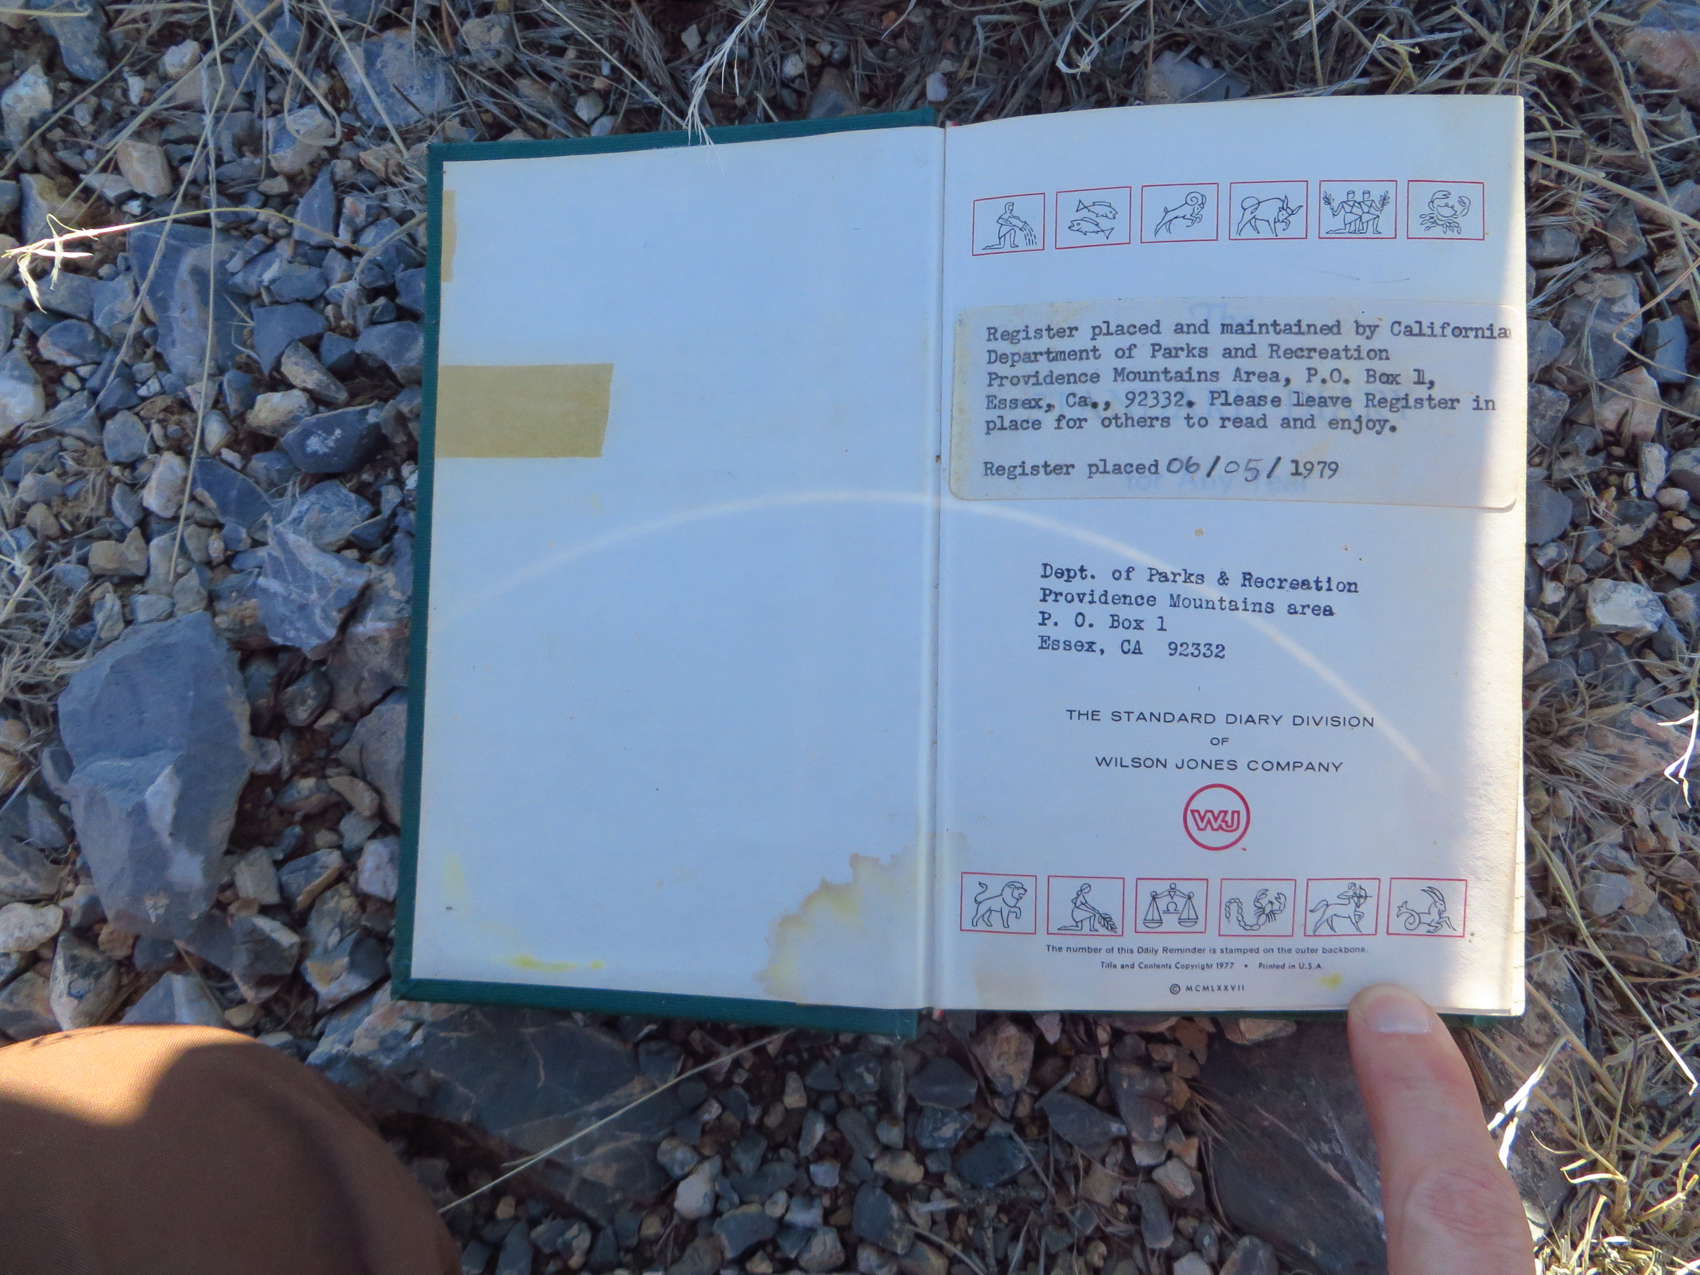 Register placed and maintained by California
Department of Parks and Recreation
Providence Mountains Area, P.O. Box 1,
Essex, Ca., 92332. Please leave Register in
place for others to read and enjoy.
Register placed 06/05/1979
Dept. of Parks & Recreation
Providence Mountains area
P. O. Box 1
Essex, CA 92332
THE STANDARD DIARY DIVISION
OF
WILSON JONES COMPANY
WJ
The number of this Daily Reminder is stamped on the outer backbone.
Title and Contents Copyright 1977 • Printed in U.S.A.
© MCMLXXVII